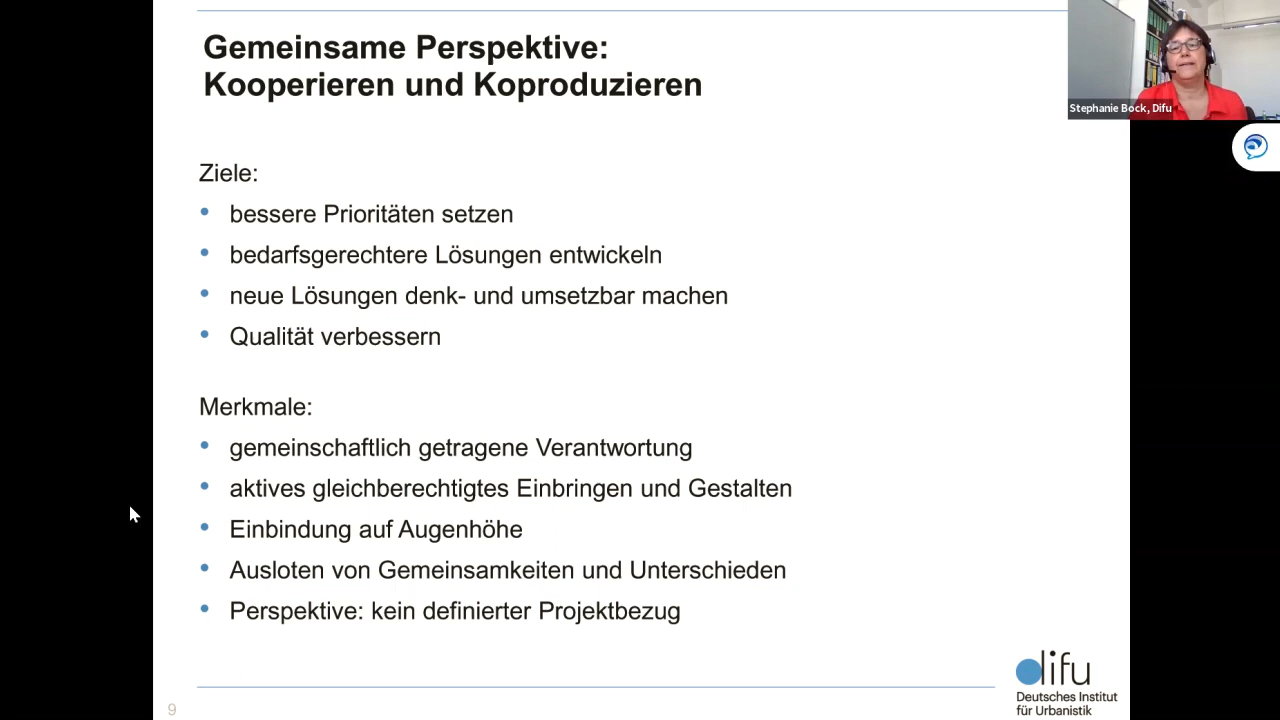 Gemeinsame Perspektive:
Kooperieren und Koproduzieren
Stephanie Bock, Difu
Ziele:
• bessere Prioritäten setzen
• bedarfsgerechtere Lösungen entwickeln
• neue Lösungen denk- und umsetzbar machen
• Qualität verbessern
Merkmale:
• gemeinschaftlich getragene Verantwortung
• aktives gleichberechtigtes Einbringen und Gestalten
• Einbindung auf Augenhöhe
• Ausloten von Gemeinsamkeiten und Unterschieden
• Perspektive: kein definierter Projektbezug
difu
Deutsches Institut
für Urbanistik
9